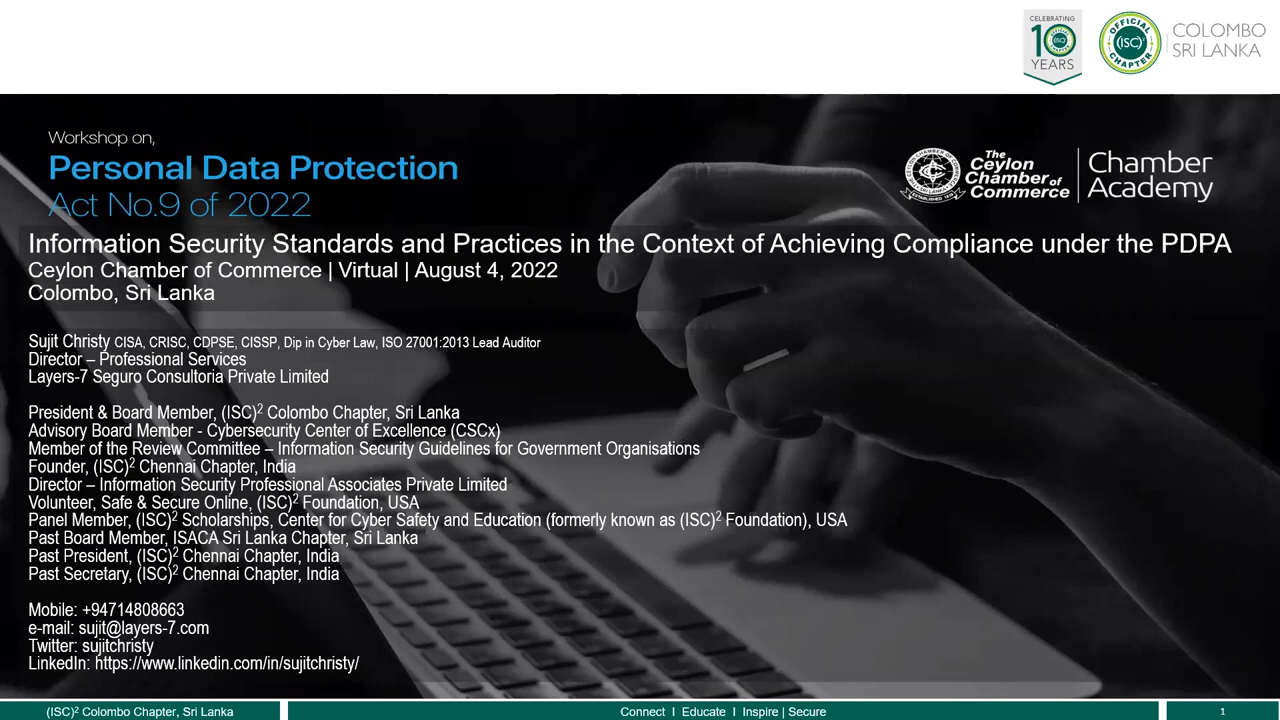 CELEBRATING
10
(ISC)²
YEARS
OFFICIAL
(ISC)²
CHAPTER
COLOMBO
SRI LANKA
Workshop on,
Personal Data Protection
Act No.9 of 2022
The
Ceylon
Chamber of
Commerce
Chamber
Academy
Information Security Standards and Practices in the Context of Achieving Compliance under the PDPA
Ceylon Chamber of Commerce | Virtual | August 4, 2022
Colombo, Sri Lanka
Sujit Christy CISA, CRISC, CDPSE, CISSP, Dip in Cyber Law, ISO 27001:2013 Lead Auditor
Director – Professional Services
Layers-7 Seguro Consultoria Private Limited
President & Board Member, (ISC)² Colombo Chapter, Sri Lanka
Advisory Board Member - Cybersecurity Center of Excellence (CSCx)
Member of the Review Committee – Information Security Guidelines for Government Organisations
Founder, (ISC)² Chennai Chapter, India
Director – Information Security Professional Associates Private Limited
Volunteer, Safe & Secure Online, (ISC)² Foundation, USA
Panel Member, (ISC)² Scholarships, Center for Cyber Safety and Education (formerly known as (ISC)² Foundation), USA
Past Board Member, ISACA Sri Lanka Chapter, Sri Lanka
Past President, (ISC)² Chennai Chapter, India
Past Secretary, (ISC)² Chennai Chapter, India
Mobile: +94714808663
e-mail: sujit@layers-7.com
Twitter: sujitchristy
LinkedIn: https://www.linkedin.com/in/sujitchristy/
(ISC)² Colombo Chapter, Sri Lanka
Connect I Educate I Inspire | Secure
1